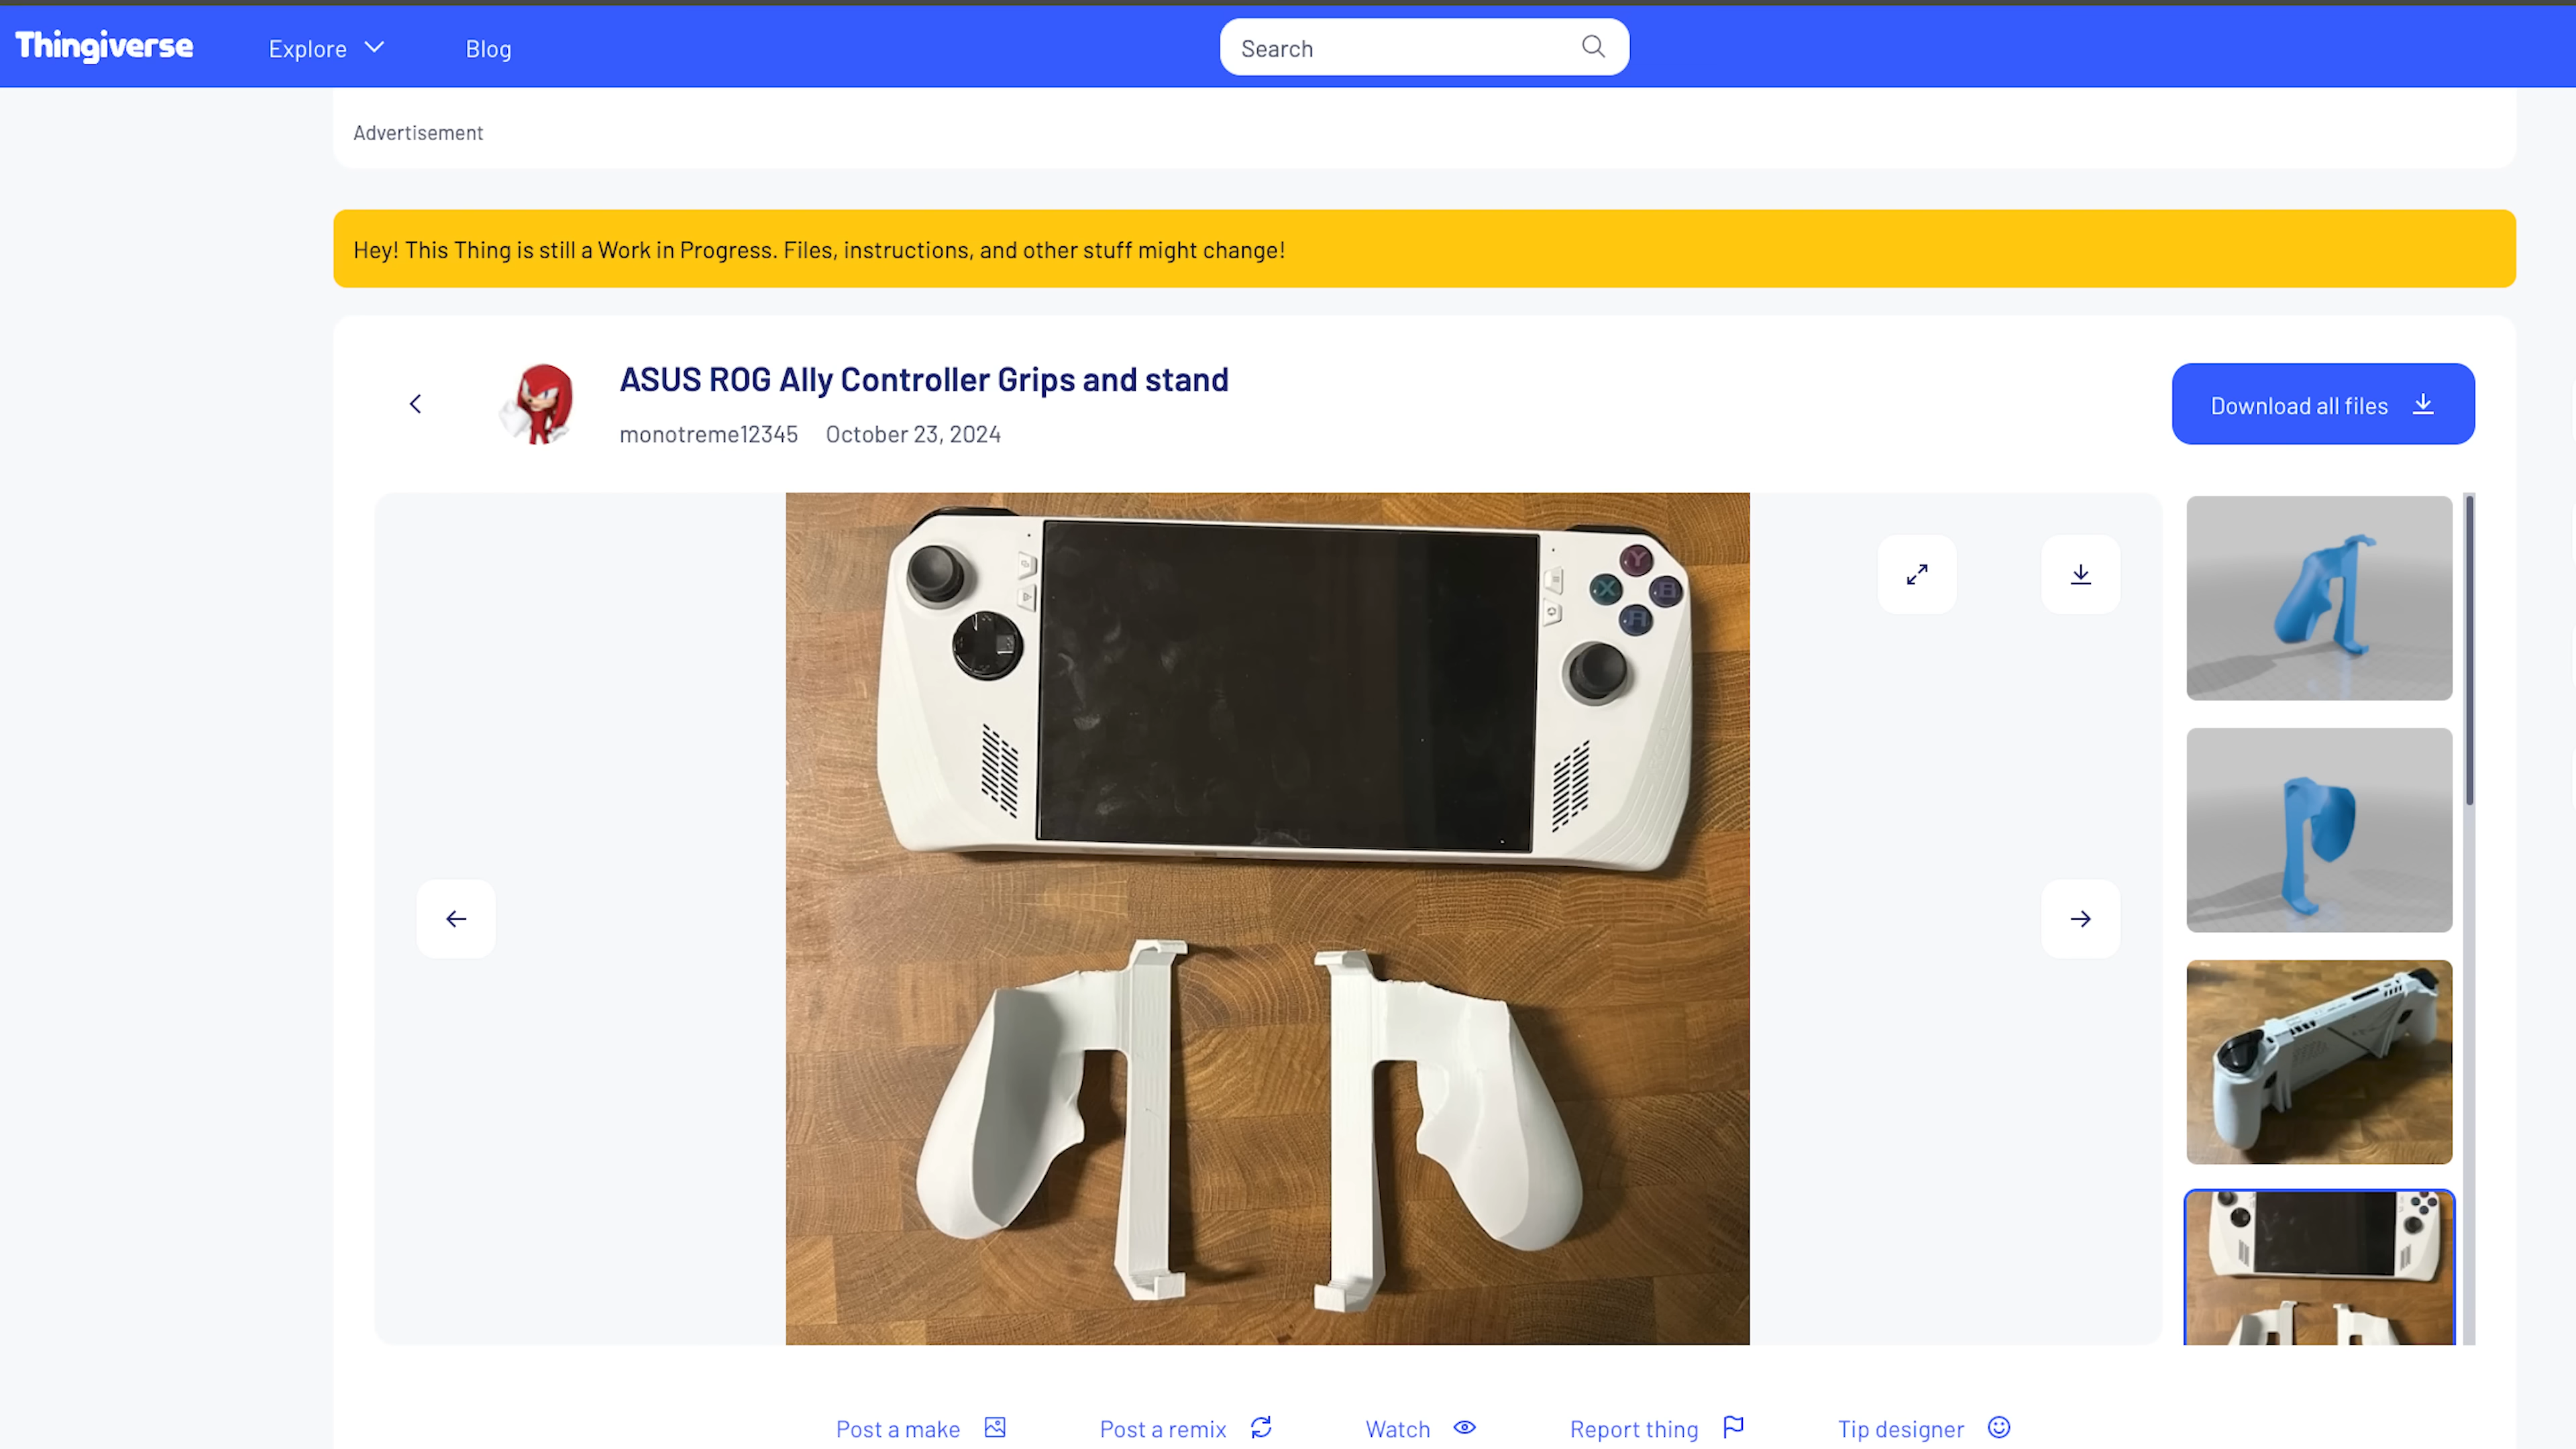 Thingiverse
Explore
Blog
Search
Advertisement
Hey! This Thing is still a Work in Progress. Files, instructions, and other stuff might change!
ASUS ROG Ally Controller Grips and stand
monotreme12345 October 23, 2024
Download all files
Y
X
B
A
Post a make
Post a remix
Watch
Report thing
Tip designer